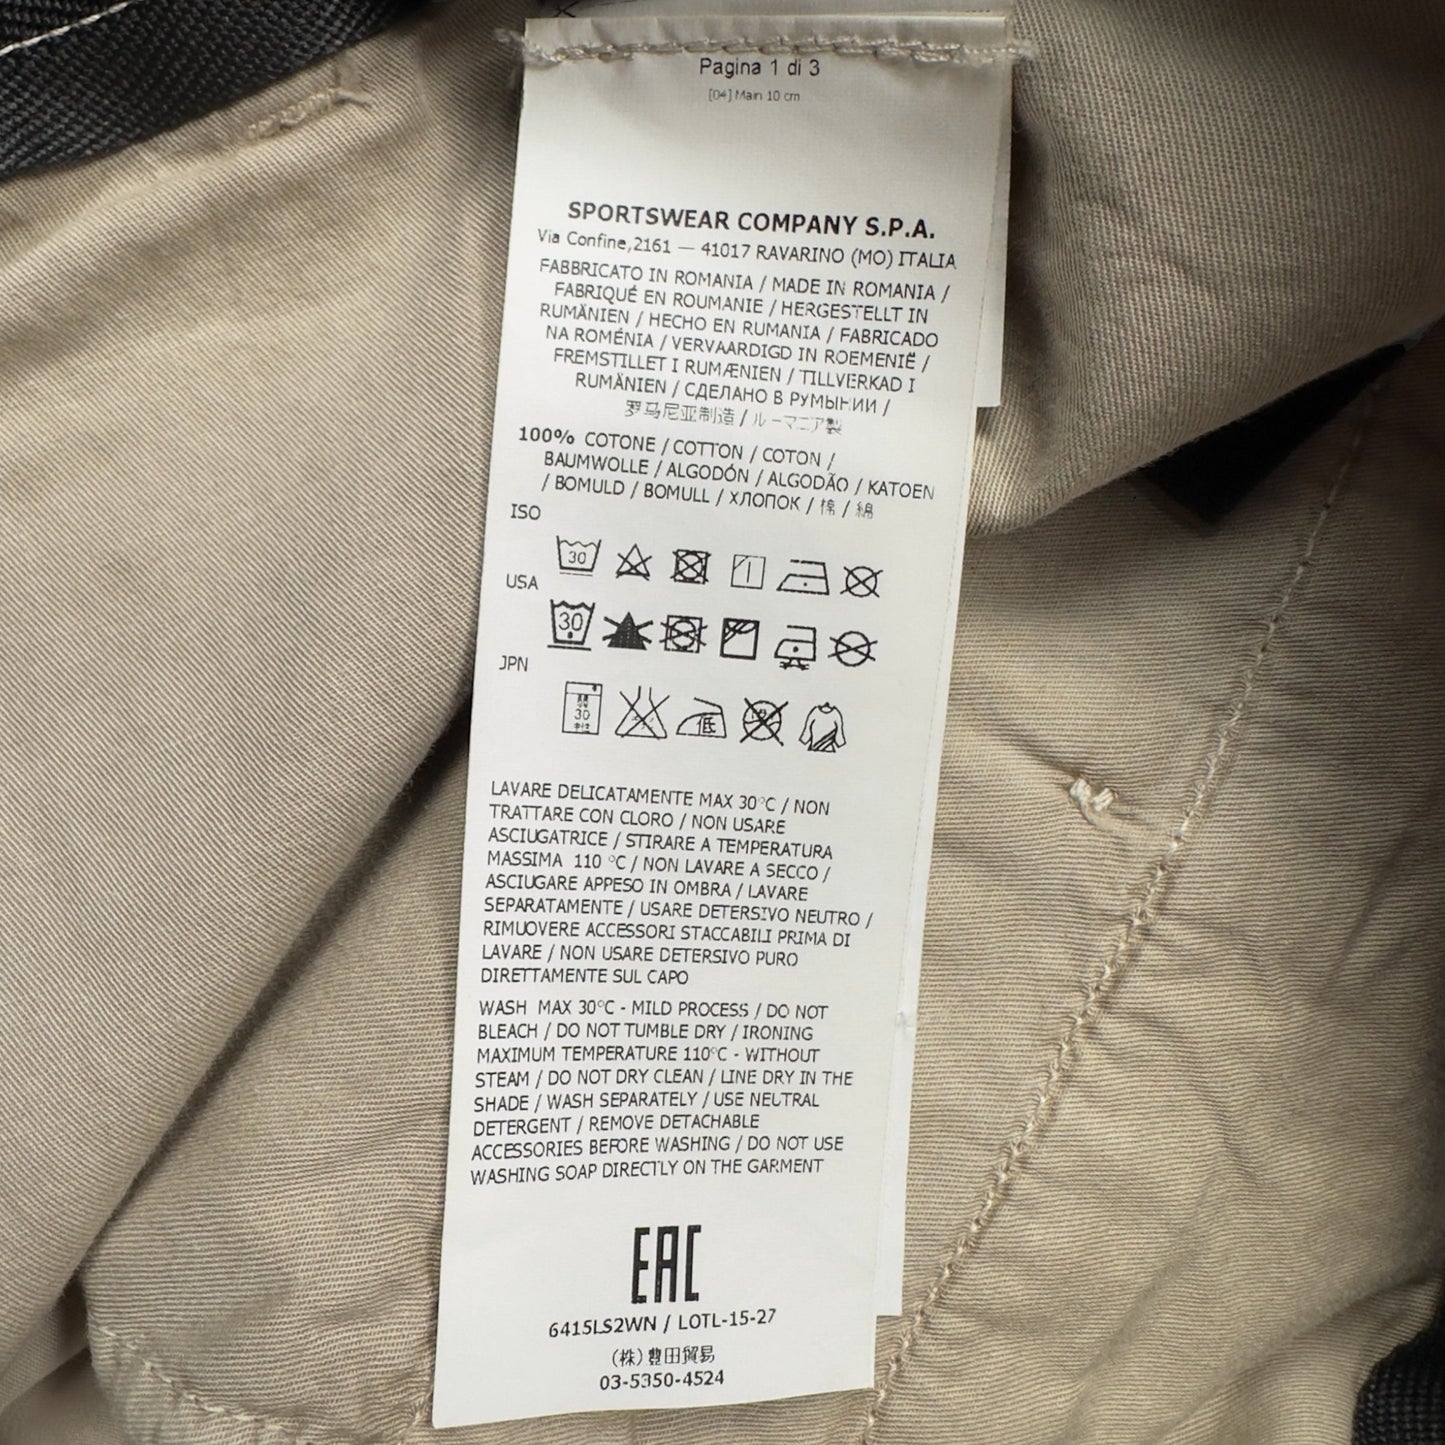 Pagina 1 di 3
[04] Main 10 cm
SPORTSWEAR COMPANY S.P.A.
Via Confine,2161 — 41017 RAVARINO (MO) ITALIA
FABBRICATO IN ROMANIA / MADE IN ROMANIA /
FABRIQUÉ EN ROUMANIE / HERGESTELLT IN
RUMÄNIEN / HECHO EN RUMANIA / FABRICADO
NA ROMÉNIA / VERVAARDIGD IN ROEMENIË /
FREMSTILLET I RUMÆNIEN / TILLVERKAD I
RUMÄNIEN / СДЕЛАНО В РУМЫНИИ /
罗马尼亚制造 / ルーマニア製
100% COTONE / COTTON / COTON /
BAUMWOLLE / ALGODÓN / ALGODÃO / KATOEN
/ BOMULD / BOMULL / ХЛОПОК / 棉 / 綿
ISO
30
USA
30
JPN
30
中性
低
LAVARE DELICATAMENTE MAX 30°C / NON
TRATTARE CON CLORO / NON USARE
ASCIUGATRICE / STIRARE A TEMPERATURA
MASSIMA 110 °C / NON LAVARE A SECCO /
ASCIUGARE APPESO IN OMBRA / LAVARE
SEPARATAMENTE / USARE DETERSIVO NEUTRO /
RIMUOVERE ACCESSORI STACCABILI PRIMA DI
LAVARE / NON USARE DETERSIVO PURO
DIRETTAMENTE SUL CAPO
WASH MAX 30°C - MILD PROCESS / DO NOT
BLEACH / DO NOT TUMBLE DRY / IRONING
MAXIMUM TEMPERATURE 110°C - WITHOUT
STEAM / DO NOT DRY CLEAN / LINE DRY IN THE
SHADE / WASH SEPARATELY / USE NEUTRAL
DETERGENT / REMOVE DETACHABLE
ACCESSORIES BEFORE WASHING / DO NOT USE
WASHING SOAP DIRECTLY ON THE GARMENT
EAC
6415LS2WN / LOTL-15-27
(株) 豊田貿易
03-5350-4524